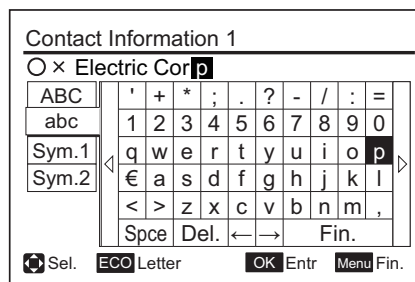 Contact Information 1
○× Electric Corp
ABC ' + * ; . ? - / : =
abc 1 2 3 4 5 6 7 8 9 0
Sym.1 q w e r t y u i o p
Sym.2 € a s d f g h j k l
< > z x c v b n m ,
Spce Del. ← → Fin.
Sel. ECO Letter OK Entr Menu Fin.